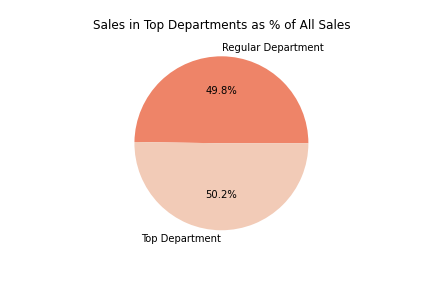 Sales in Top Departments as % of All Sales
Regular Department
49.8%
50.2%
Top Department